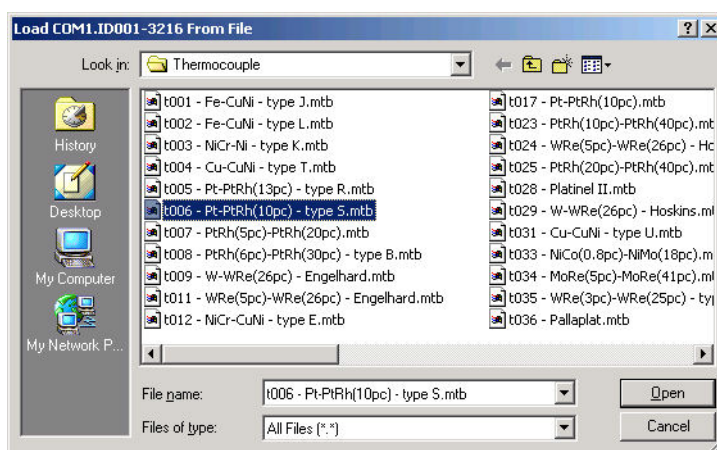 Load COM1.ID001-3216 From File
Look in: Thermocouple
History
Desktop
My Computer
My Network P...
t001 - Fe-CuNi - type J.mtb
t002 - Fe-CuNi - type L.mtb
t003 - NiCr-Ni - type K.mtb
t004 - Cu-CuNi - type T.mtb
t005 - Pt-PtRh(13pc) - type R.mtb
t006 - Pt-PtRh(10pc) - type S.mtb
t007 - PtRh(5pc)-PtRh(20pc).mtb
t008 - PtRh(6pc)-PtRh(30pc) - type B.mtb
t009 - W-WRe(26pc) - Engelhard.mtb
t011 - WRe(5pc)-WRe(26pc) - Engelhard.mtb
t012 - NiCr-CuNi - type E.mtb
t017 - Pt-PtRh(10pc).mtb
t023 - PtRh(10pc)-PtRh(40pc).mt
t024 - WRe(5pc)-WRe(26pc) - Hc
t025 - PtRh(20pc)-PtRh(40pc).mt
t028 - Platinel II.mtb
t029 - W-WRe(26pc) - Hoskins.ml
t031 - Cu-CuNi - type U.mtb
t033 - NiCo(0.8pc)-NiMo(18pc).m
t034 - MoRe(5pc)-MoRe(41pc).ml
t035 - WRe(3pc)-WRe(25pc) - ty
t036 - Pallaplat.mtb
File name: t006 - Pt-PtRh(10pc) - type S.mtb
Open
Files of type: All Files (*.*)
Cancel